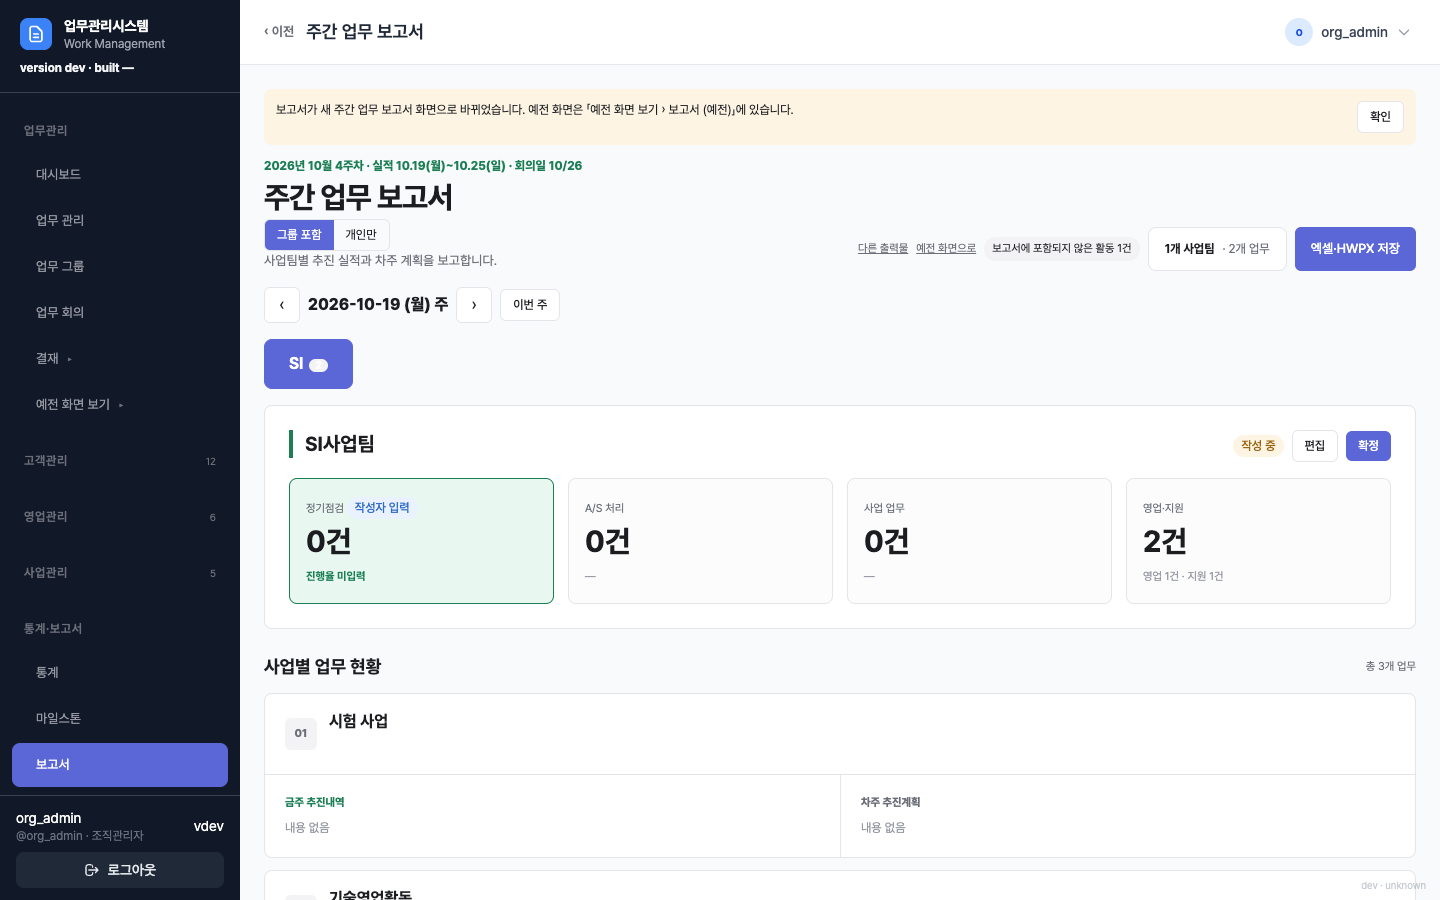 업무관리시스템
Work Management
version dev · built —
업무관리
대시보드
업무 관리
업무 그룹
업무 회의
결재 ▸
예전 화면 보기 ▸
고객관리 12
영업관리 6
사업관리 5
통계·보고서
통계
마일스톤
보고서
org_admin
@org_admin · 조직관리자
vdev
로그아웃
‹ 이전 주간 업무 보고서
o org_admin
보고서가 새 주간 업무 보고서 화면으로 바뀌었습니다. 예전 화면은 「예전 화면 보기 › 보고서 (예전)」에 있습니다.
확인
2026년 10월 4주차 · 실적 10.19(월)~10.25(일) · 회의일 10/26
주간 업무 보고서
그룹 포함 개인만
사업팀별 추진 실적과 차주 계획을 보고합니다.
다른 출력물 예전 화면으로 보고서에 포함되지 않은 활동 1건 1개 사업팀 · 2개 업무 엑셀·HWPX 저장
‹ 2026-10-19 (월) 주 › 이번 주
SI
SI사업팀
작성 중 편집 확정
정기점검 작성자 입력
0건
진행율 미입력
A/S 처리
0건
—
사업 업무
0건
—
영업·지원
2건
영업 1건 · 지원 1건
사업별 업무 현황
총 3개 업무
01 시험 사업
금주 추진내역
내용 없음
차주 추진계획
내용 없음
기술영업활동
dev · unknown